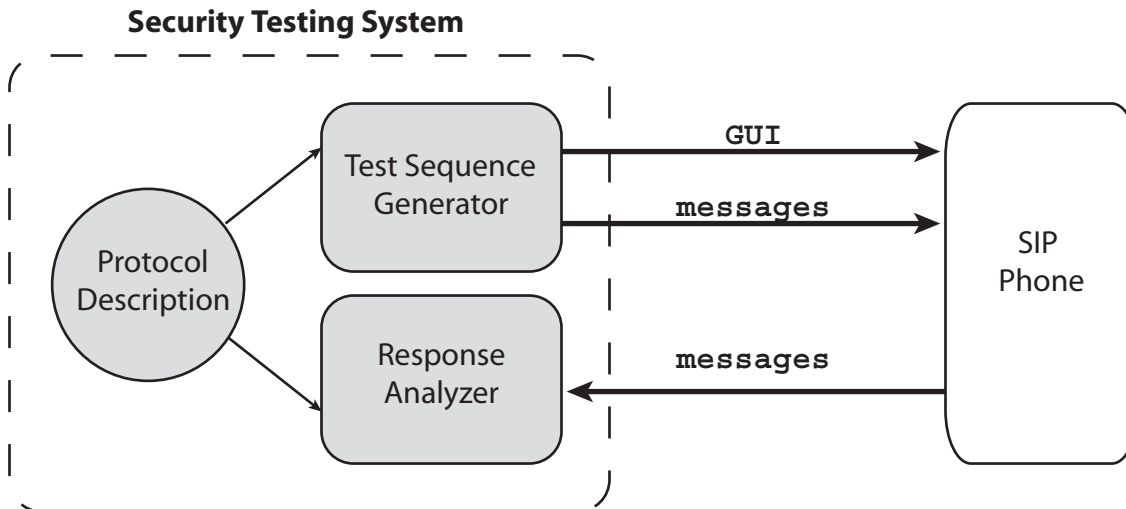 Security Testing System
Test Sequence
Generator
GUI
messages
Protocol
Description
SIP
Phone
Response
Analyzer
messages